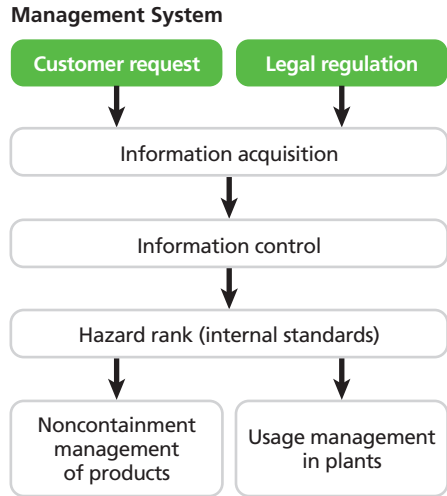 Management System
Customer request
Legal regulation
Information acquisition
Information control
Hazard rank (internal standards)
Noncontainment
management
of products
Usage management
in plants